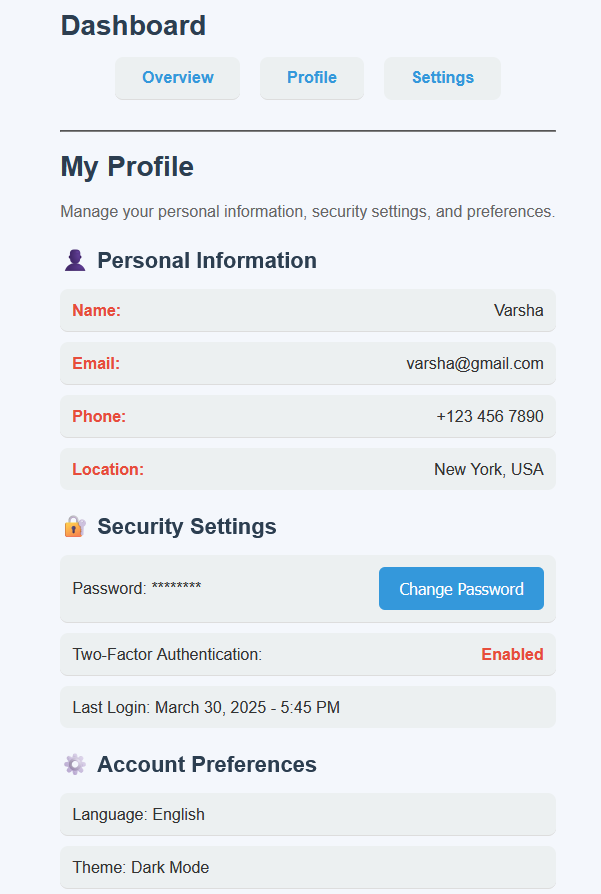 Dashboard
Overview Profile Settings
My Profile
Manage your personal information, security settings, and preferences.
Personal Information
Name: Varsha
Email: varsha@gmail.com
Phone: +123 456 7890
Location: New York, USA
Security Settings
Password: ******** Change Password
Two-Factor Authentication: Enabled
Last Login: March 30, 2025 - 5:45 PM
Account Preferences
Language: English
Theme: Dark Mode